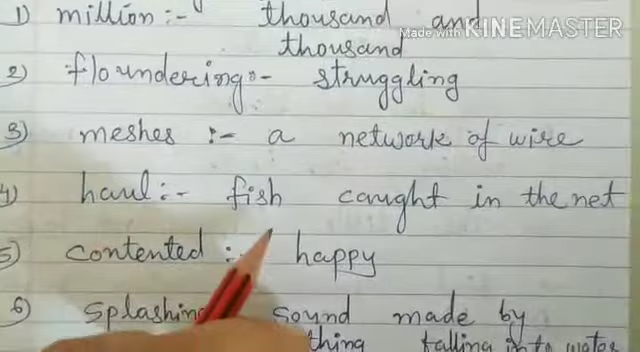 1) million :- thousand and
Made with KINEMASTER
thousand
2) floundering :- struggling
3) meshes :- a network of wire
4) haul :- fish caught in the net
5) contented :- happy
6) splashing sound made by
thing falling into water